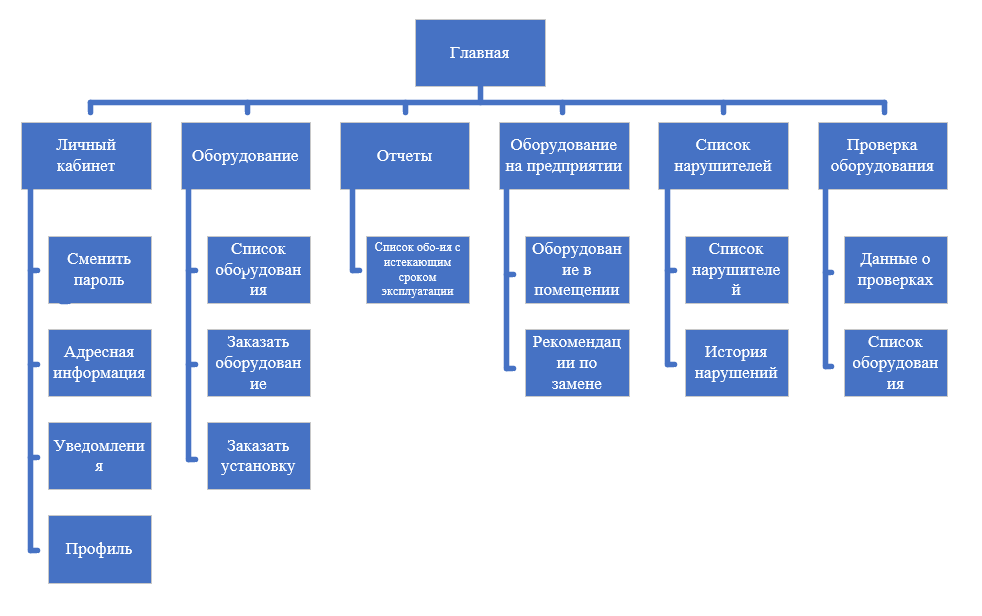 Главная
Личный
кабинет
Оборудование
Отчеты
Оборудование
на предприятии
Список
нарушителей
Проверка
оборудования
Сменить
пароль
Список
оборудован
ия
Список обо-ия с
истекающим
сроком
эксплуатации
Оборудован
ие в
помещении
Список
нарушителе
й
Данные о
проверках
Адресная
информация
Заказать
оборудован
ие
Рекомендац
ии по
замене
История
нарушений
Список
оборудован
ия
Уведомлени
я
Заказать
установку
Профиль